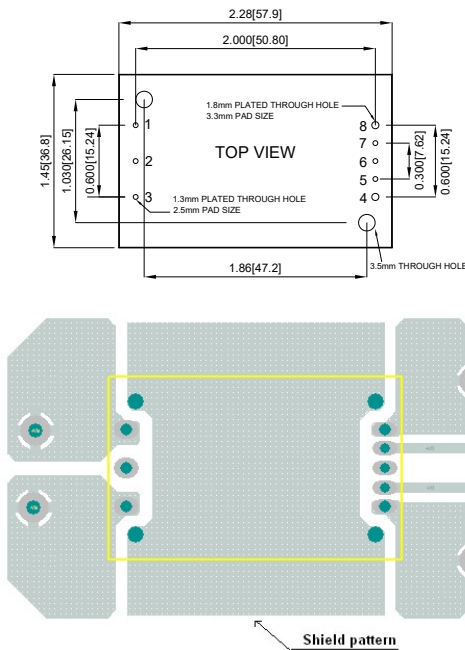 2.28[57.9]
2.000[50.80]
1.45[36.8]
1.030[26.15]
0.600[15.24]
1
2
3
1.8mm PLATED THROUGH HOLE
3.3mm PAD SIZE
TOP VIEW
1.3mm PLATED THROUGH HOLE
2.5mm PAD SIZE
8
7
6
5
4
0.300[7.62]
0.600[15.24]
1.86[47.2]
3.5mm THROUGH HOLE
Shield pattern